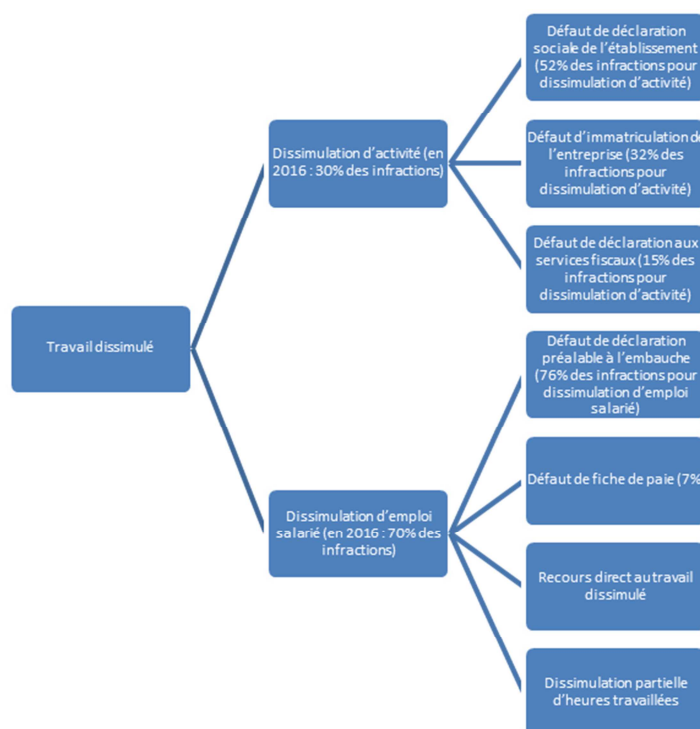 Défaut de déclaration
sociale de l'établissement
(52% des infractions pour
dissimulation d'activité)
Dissimulation d'activité (en
2016 : 30% des infractions)
Défaut d'immatriculation de
l'entreprise (32% des
infractions pour
dissimulation d'activité)
Défaut de déclaration aux
services fiscaux (15% des
infractions pour
dissimulation d'activité)
Travail dissimulé
Défaut de déclaration
préalable à l'embauche
(76% des infractions pour
dissimulation d'emploi
salarié)
Dissimulation d'emploi
salarié (en 2016 : 70% des
infractions)
Défaut de fiche de paie (7%
Recours direct au travail
dissimulé
Dissimulation partielle
d'heures travaillées